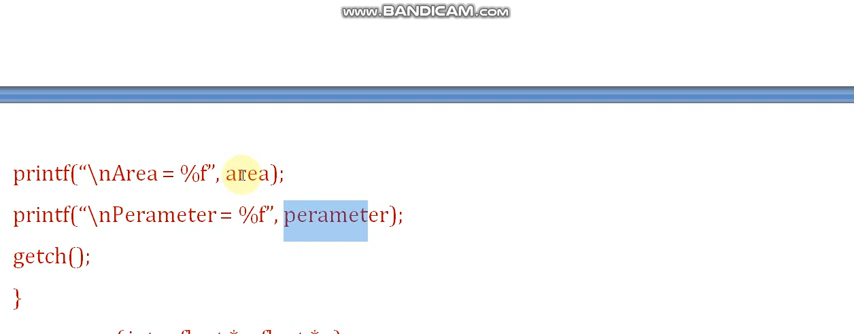 www.BANDICAM.com
printf(“\nArea = %f”, area);
printf(“\nPerameter = %f”, perameter);
getch();
}